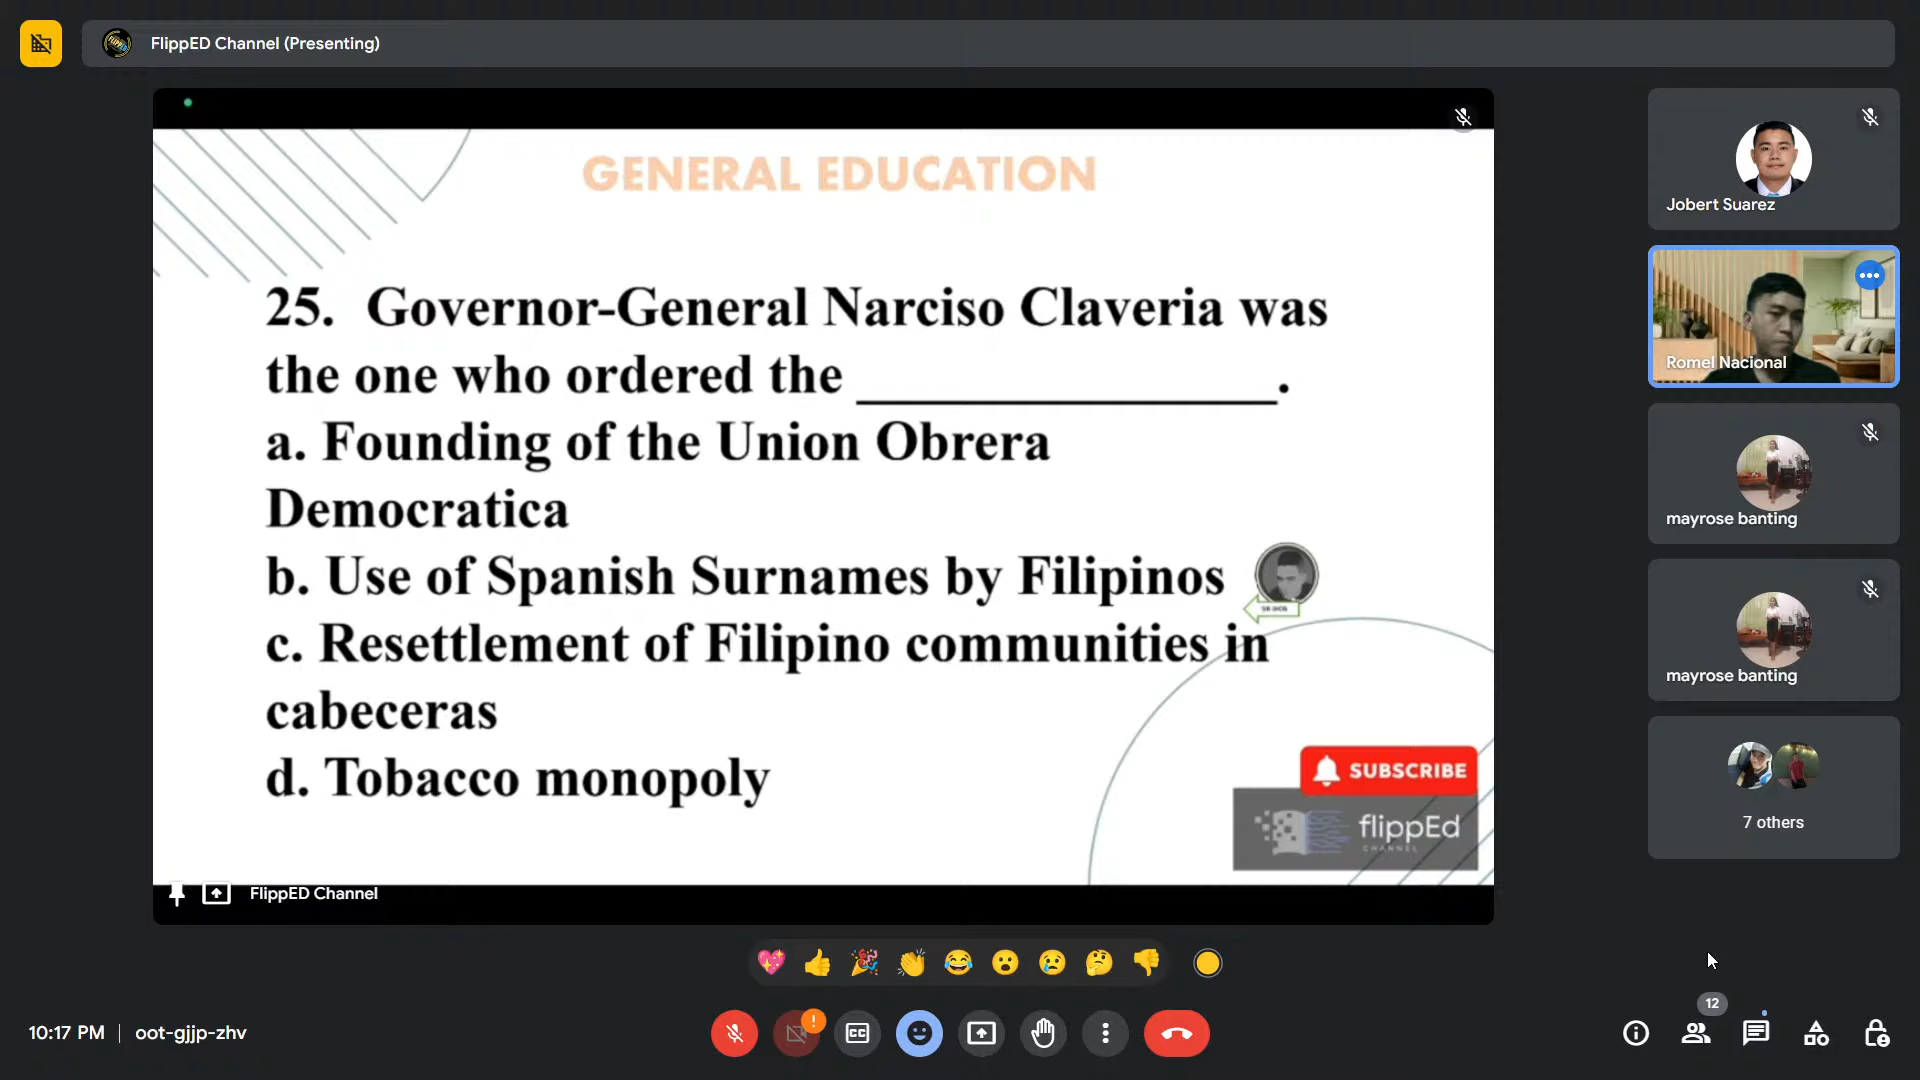 FlippED Channel (Presenting)
GENERAL EDUCATION
25. Governor-General Narciso Claveria was
the one who ordered the ________________.
a. Founding of the Union Obrera
Democratica
b. Use of Spanish Surnames by Filipinos
c. Resettlement of Filipino communities in
cabeceras
d. Tobacco monopoly
SUBSCRIBE
flippEd
CHANNEL
FlippED Channel
Jobert Suarez
Romel Nacional
mayrose banting
mayrose banting
7 others
10:17 PM | oot-gjjp-zhv
CC
12